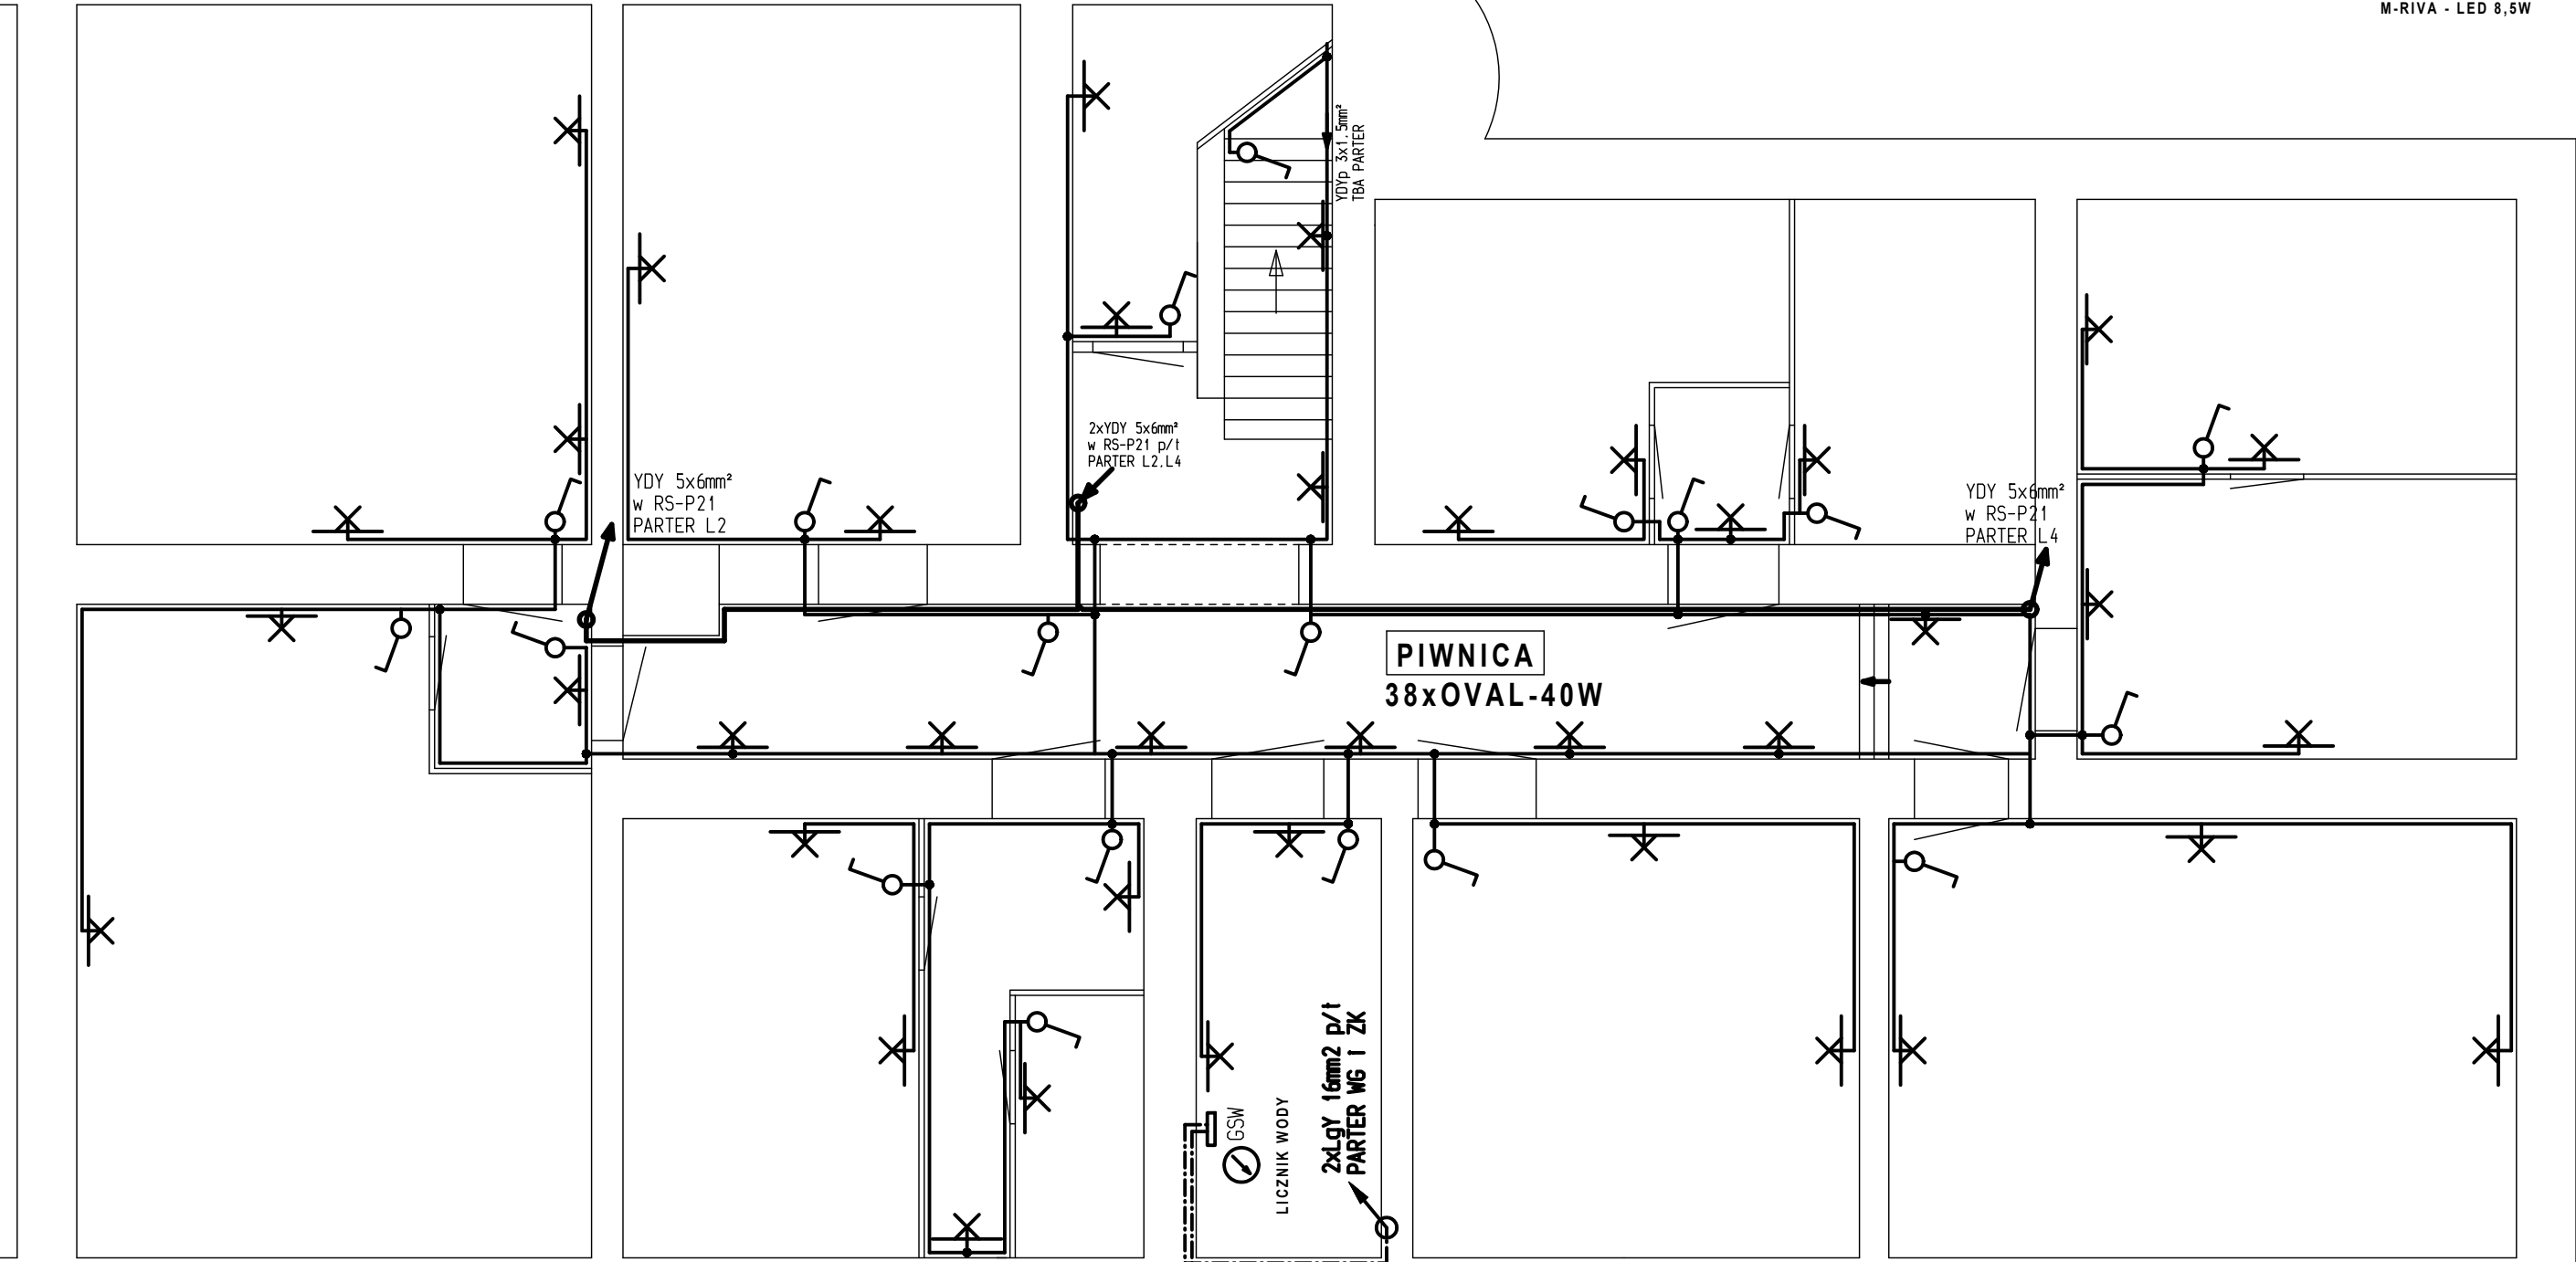 M-RIVA - LED 8,5W
YDYp 3x1.5mm²
TBA PARTER
2xYDY 5x6mm²
w RS-P21 p/t
PARTER L2,L4
YDY 5x6mm²
w RS-P21
PARTER L2
YDY 5x6mm²
w RS-P21
PARTER L4
PIWNICA
38xOVAL-40W
GSW
LICZNIK WODY
2xLgY 16mm2 p/t
PARTER WG i ZK